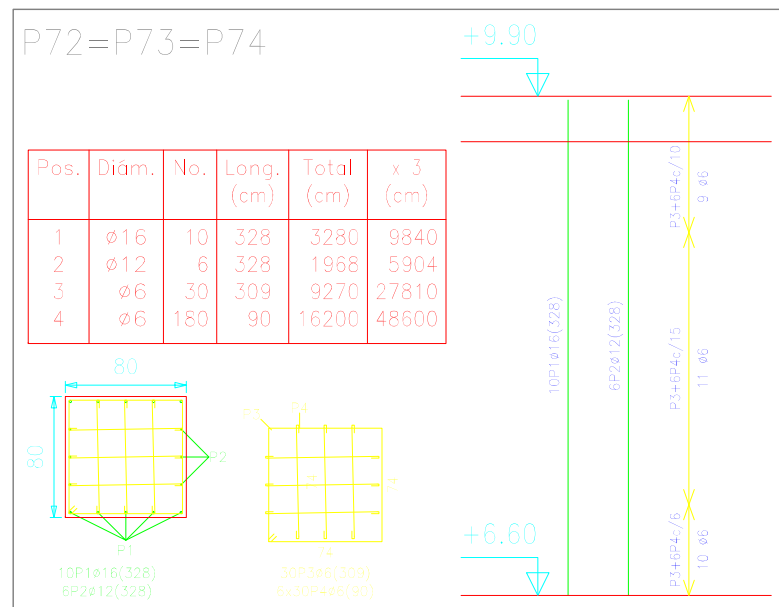 P72=P73=P74
+9.90
Pos. Diám. No. Long. (cm) Total (cm) x 3 (cm)
1 ø16 10 328 3280 9840
2 ø12 6 328 1968 5904
3 ø6 30 309 9270 27810
4 ø6 180 90 16200 48600
P3+6P4c/10
9 ø6
10P1ø16(328)
6P2ø12(328)
P3+6P4c/15
11 ø6
80
80
P2
P1
10P1ø16(328)
6P2ø12(328)
+6.60
P3+6P4c/6
10 ø6